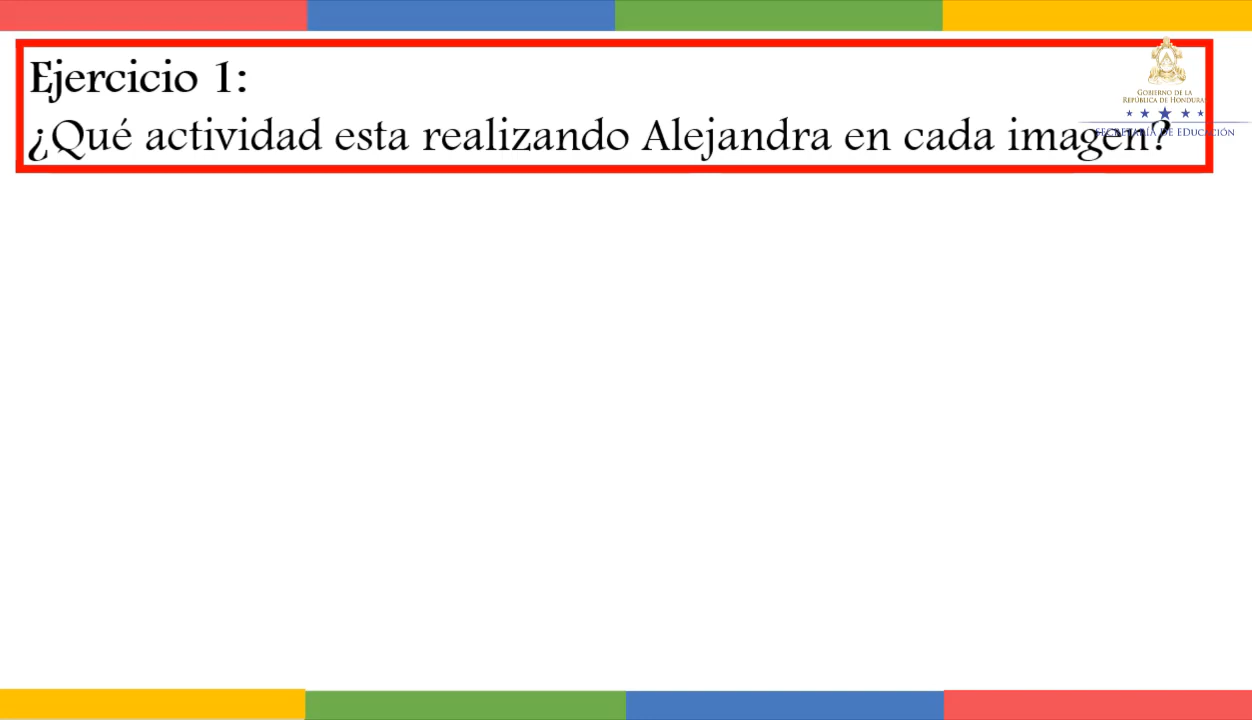 Ejercicio 1:
¿Qué actividad esta realizando Alejandra en cada imagen?
GOBIERNO DE LA
REPÚBLICA DE HONDURAS
SECRETARÍA DE EDUCACIÓN